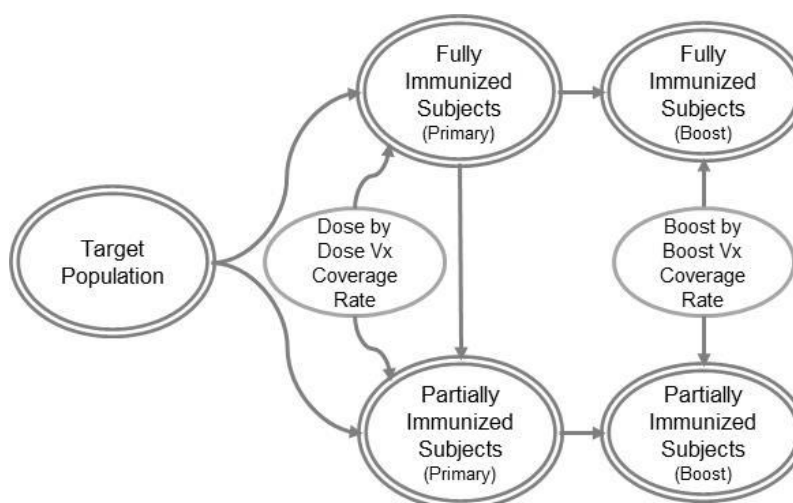 Fully
Immunized
Subjects
(Primary)
Fully
Immunized
Subjects
(Boost)
Target
Population
Dose by
Dose Vx
Coverage
Rate
Boost by
Boost Vx
Coverage
Rate
Partially
Immunized
Subjects
(Primary)
Partially
Immunized
Subjects
(Boost)